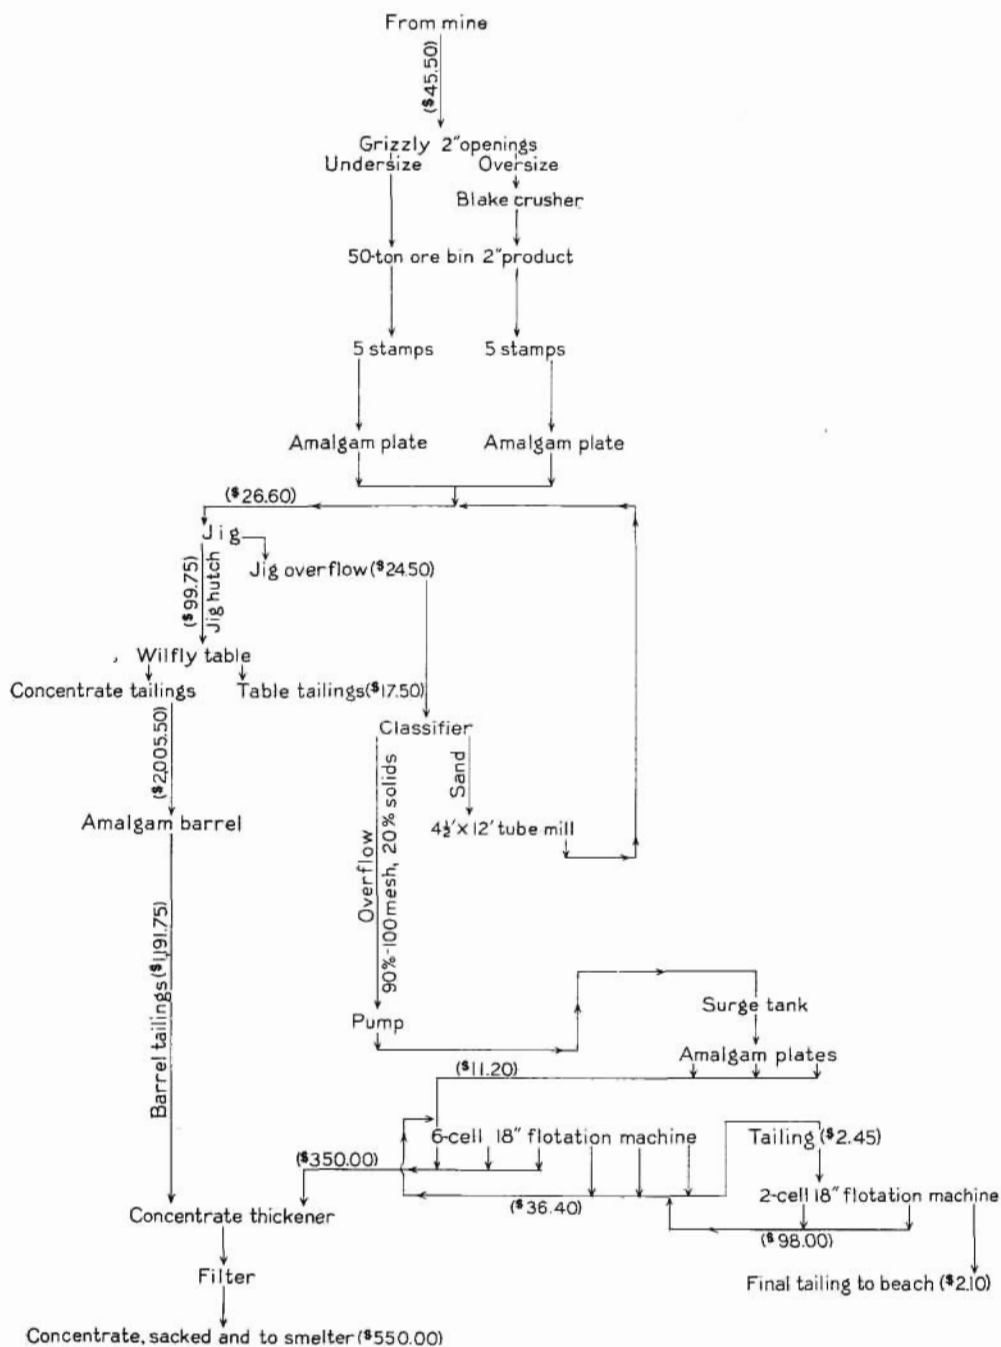 From mine
($45.50)
Grizzly 2" openings
Undersize
Oversize
Blake crusher
50-ton ore bin 2" product
5 stamps
5 stamps
Amalgam plate
Amalgam plate
($26.60)
Jig
($99.75)
Jig hutch
Jig overflow ($24.50)
Wilfly table
Concentrate tailings
Table tailings ($17.50)
Classifier
($2,005.50)
Sand
Amalgam barrel
4½' x 12' tube mill
Overflow
90%-100 mesh, 20% solids
Barrel tailings ($1,191.75)
Pump
Surge tank
Amalgam plates
($11.20)
6-cell 18" flotation machine
Tailing ($2.45)
($350.00)
2-cell 18" flotation machine
($36.40)
Concentrate thickener
($98.00)
Filter
Final tailing to beach ($2.10)
Concentrate, sacked and to smelter ($550.00)